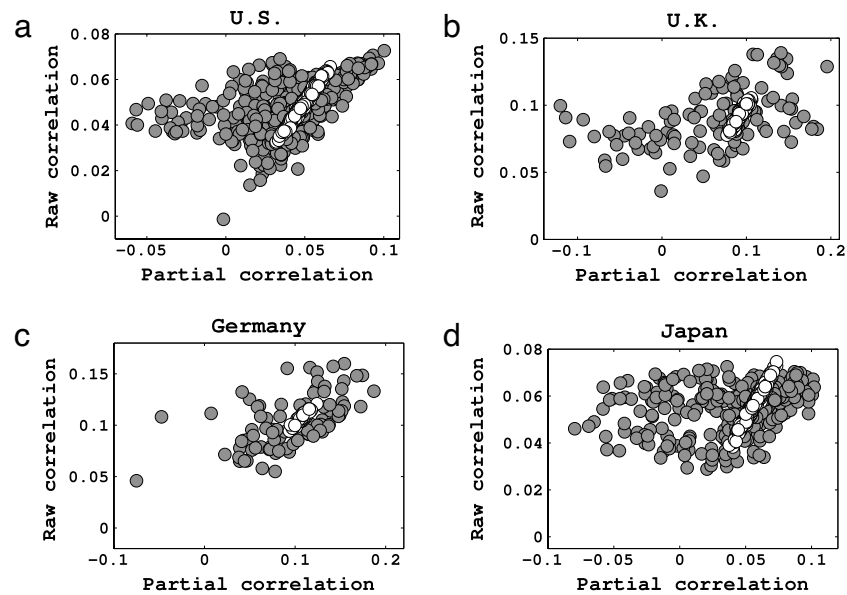 a
U.S.
0.08
0.06
0.04
0.02
0
Raw correlation
−0.05 0 0.05 0.1
Partial correlation
b
U.K.
0.15
0.1
0.05
0
Raw correlation
−0.1 0 0.1 0.2
Partial correlation
c
Germany
0.15
0.1
0.05
0
Raw correlation
−0.1 0 0.1 0.2
Partial correlation
d
Japan
0.08
0.06
0.04
0.02
0
Raw correlation
−0.1 −0.05 0 0.05 0.1
Partial correlation